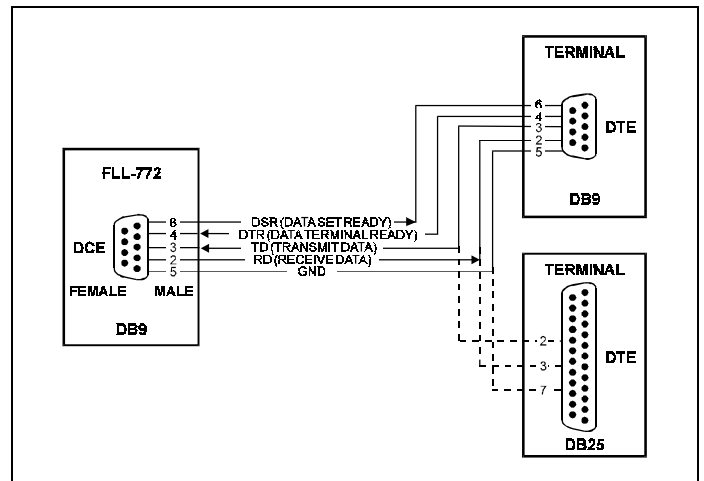 FLL-772
DCE
FEMALE MALE
DB9
6
4
3
2
5
DSR (DATA SET READY)
DTR (DATA TERMINAL READY)
TD (TRANSMIT DATA)
RD (RECEIVE DATA)
GND
TERMINAL
6
4
3
2
5
DTE
DB9
TERMINAL
2
3
7
DTE
DB25